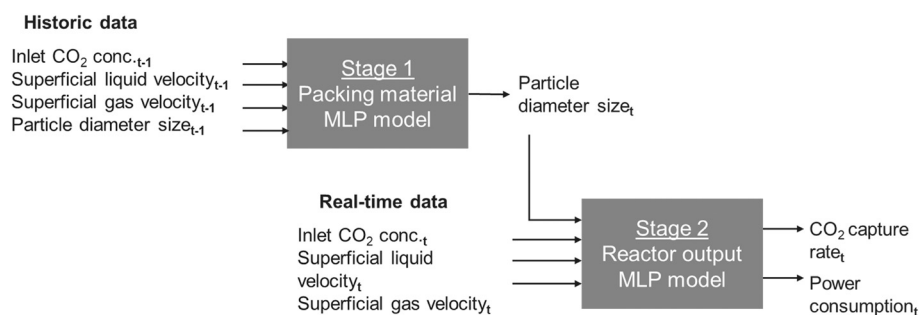 Historic data
Inlet CO₂ conc.ₜ₋₁
Superficial liquid velocityₜ₋₁
Superficial gas velocityₜ₋₁
Particle diameter sizeₜ₋₁
Stage 1
Packing material
MLP model
Particle
diameter sizeₜ
Real-time data
Inlet CO₂ conc.ₜ
Superficial liquid
velocityₜ
Superficial gas velocityₜ
Stage 2
Reactor output
MLP model
CO₂ capture
rateₜ
Power
consumptionₜ